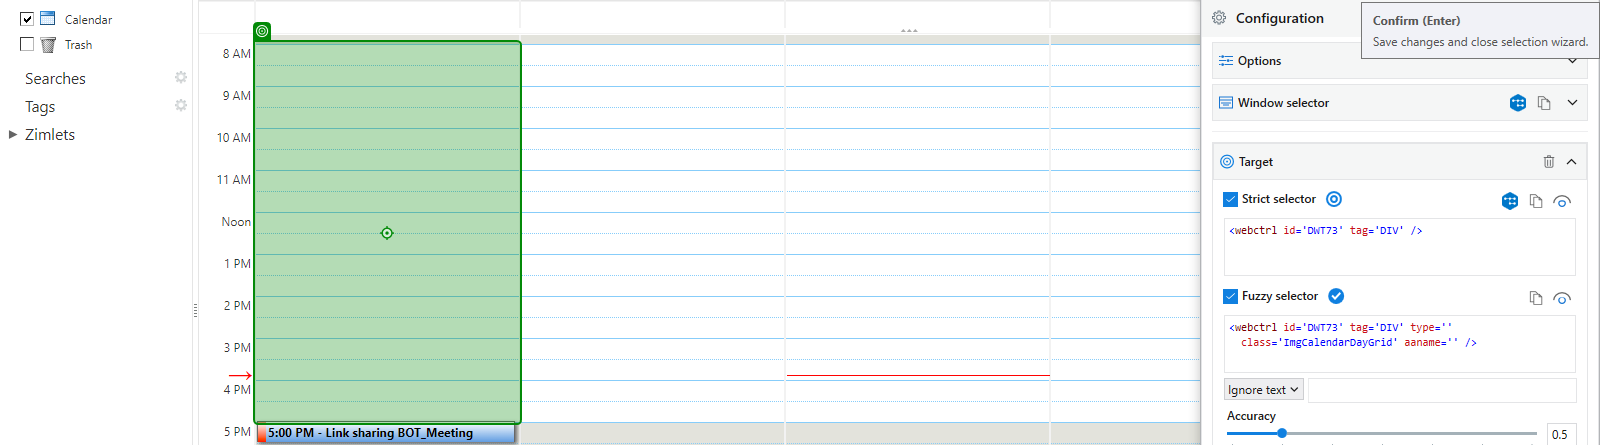 Calendar
Trash
Searches
Tags
Zimlets
8 AM
9 AM
10 AM
11 AM
Noon
1 PM
2 PM
3 PM
4 PM
5 PM
5:00 PM - Link sharing BOT_Meeting
Configuration
Confirm (Enter)
Save changes and close selection wizard.
Options
Window selector
Target
Strict selector
<webctrl id='DWT73' tag='DIV' />
Fuzzy selector
<webctrl id='DWT73' tag='DIV' type=''
class='ImgCalendarDayGrid' aaname='' />
Ignore text
Accuracy
0.5